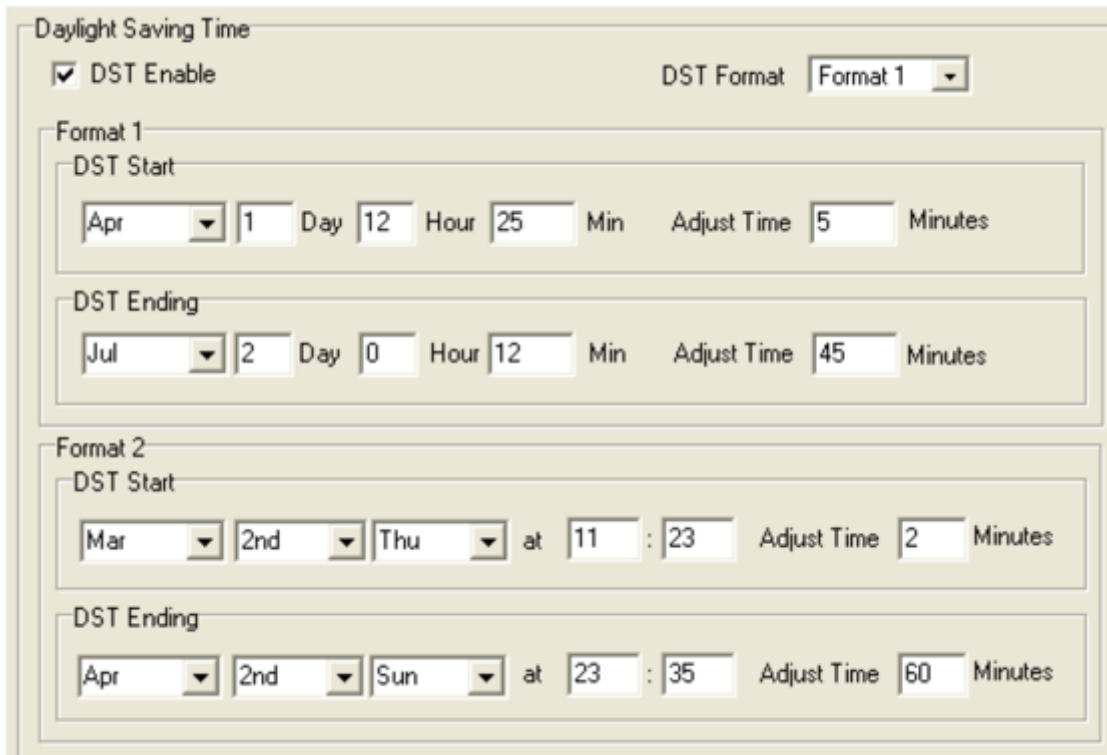 Daylight Saving Time
DST Enable DST Format Format 1
Format 1
DST Start
Apr 1 Day 12 Hour 25 Min Adjust Time 5 Minutes
DST Ending
Jul 2 Day 0 Hour 12 Min Adjust Time 45 Minutes
Format 2
DST Start
Mar 2nd Thu at 11 : 23 Adjust Time 2 Minutes
DST Ending
Apr 2nd Sun at 23 : 35 Adjust Time 60 Minutes